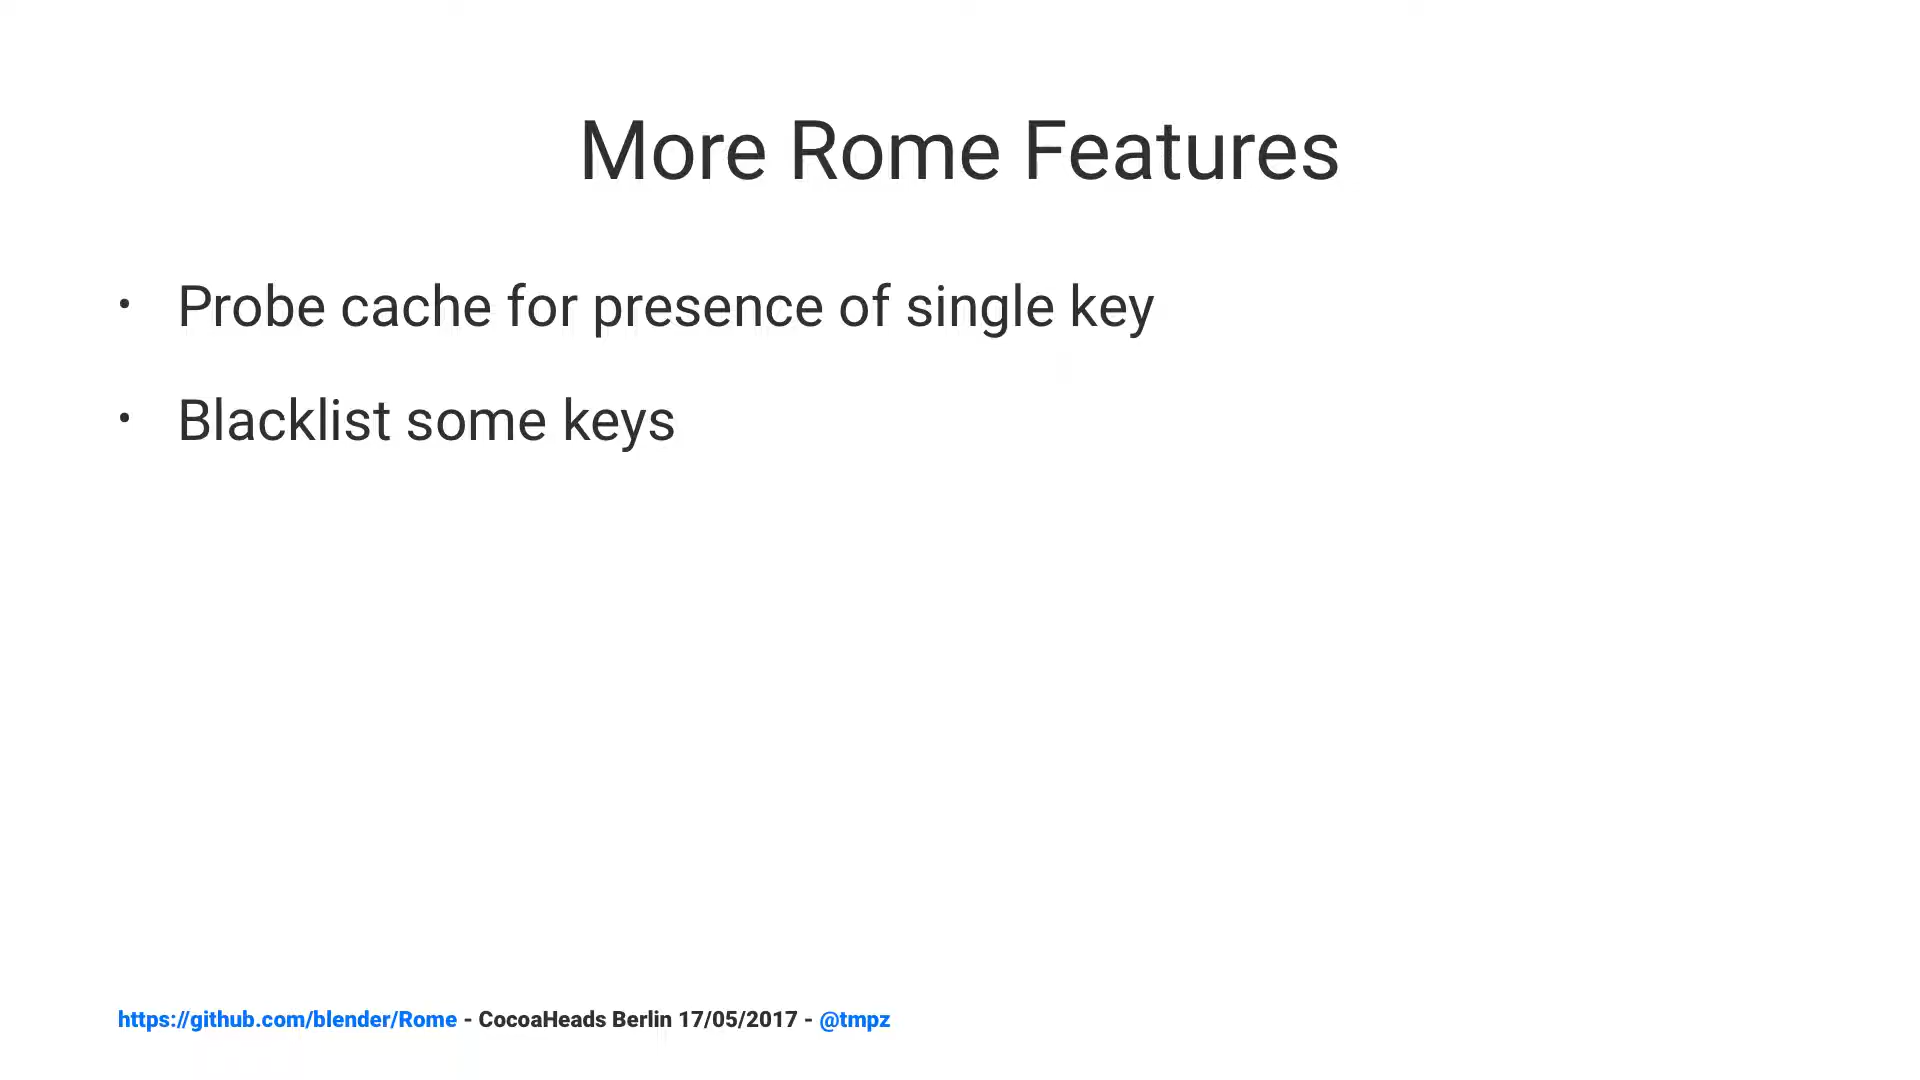 More Rome Features
• Probe cache for presence of single key
• Blacklist some keys
https://github.com/blender/Rome - CocoaHeads Berlin 17/05/2017 - @tmpz